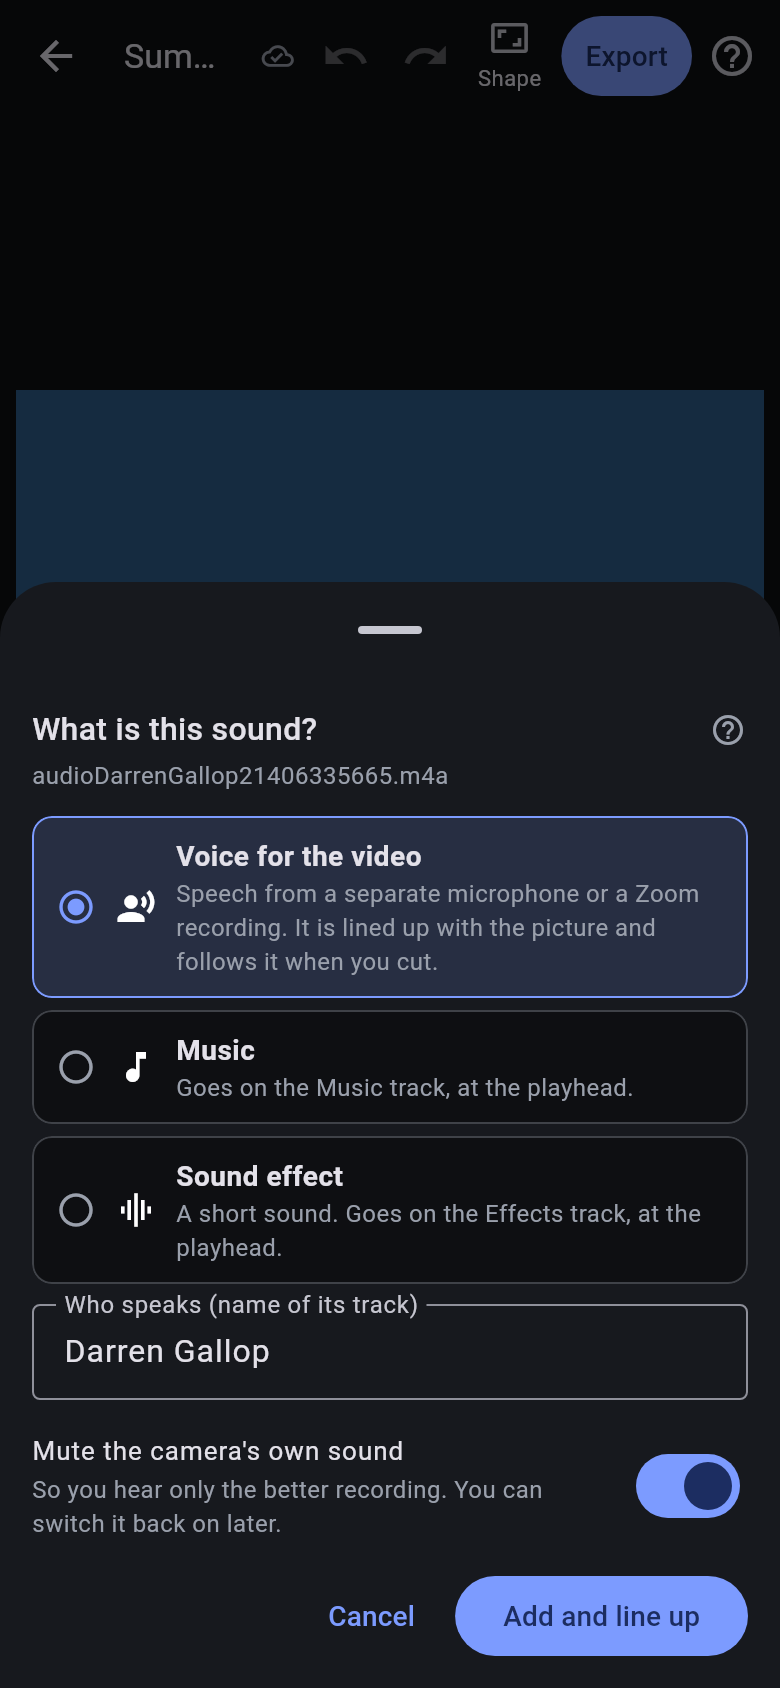 Sum...
Shape
Export
What is this sound?
audioDarrenGallop21406335665.m4a
Voice for the video
Speech from a separate microphone or a Zoom
recording. It is lined up with the picture and
follows it when you cut.
Music
Goes on the Music track, at the playhead.
Sound effect
A short sound. Goes on the Effects track, at the
playhead.
Who speaks (name of its track)
Darren Gallop
Mute the camera's own sound
So you hear only the better recording. You can
switch it back on later.
Cancel
Add and line up